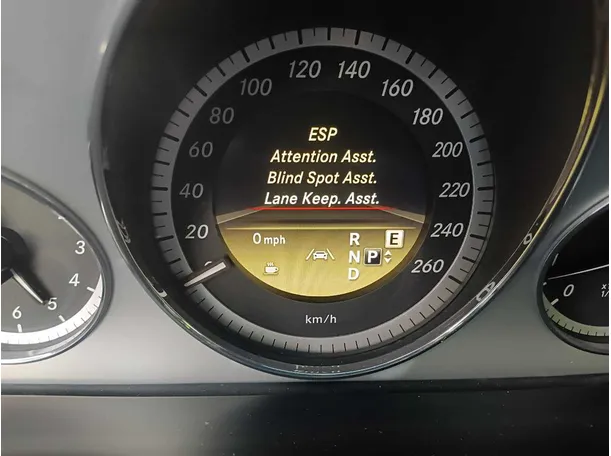 120 140
100 160
80 180
60 200
40 220
20 240
260
ESP
Attention Asst.
Blind Spot Asst.
Lane Keep. Asst.
0 mph
R E
N P
D
km/h
3
4
5
6
0